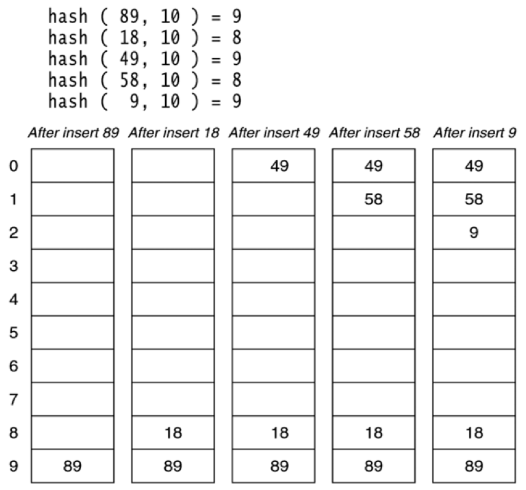 hash ( 89, 10 ) = 9
hash ( 18, 10 ) = 8
hash ( 49, 10 ) = 9
hash ( 58, 10 ) = 8
hash (  9, 10 ) = 9
After insert 89 After insert 18 After insert 49 After insert 58 After insert 9
0 49 49 49
1 58 58
2 9
3
4
5
6
7
8 18 18 18 18
9 89 89 89 89 89